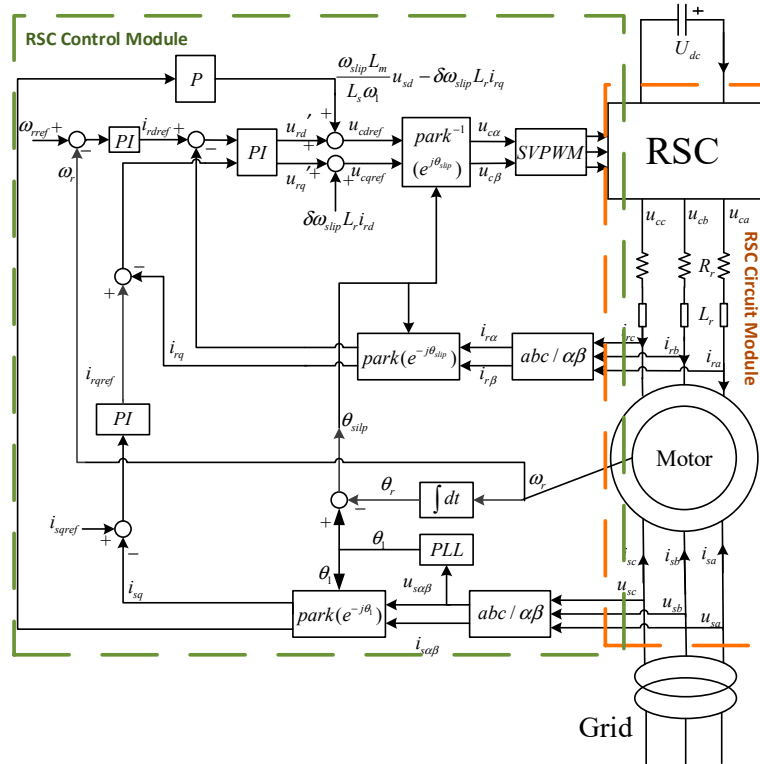 RSC Control Module
U_dc
P
ω_slip L_m / L_s ω_1 u_sd − δω_slip L_r i_rq
ω_rref + −
PI
i_rdref + −
PI
u_rd' + +
u_cdref
park⁻¹ (e^{jθ_slip})
u_cα
SVPWM
RSC
ω_r
u_rq' + +
u_cqref
u_cβ
δω_slip L_r i_rd
u_cc
u_cb
u_ca
RSC Circuit Module
R_r
+ −
L_r
i_rq
park(e^{-jθ_slip})
i_rα
i_rβ
abc / αβ
i_rc
i_rb
i_ra
i_rqref
PI
θ_silp
Motor
ω_r
θ_r
∫ dt
+ −
i_sqref + −
θ_1
PLL
i_sc
i_sb
i_sa
θ_1
u_sαβ
u_sc
u_sb
u_sa
i_sq
park(e^{-jθ_1})
abc / αβ
i_sαβ
Grid